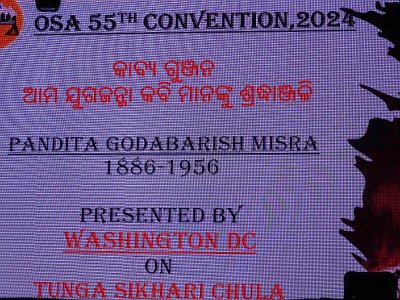 OSA 55TH CONVENTION,2024
କାବ୍ୟ ଗୁଞ୍ଜନ
ଆମ ଯୁଗଜନ୍ମା କବି ମାନଙ୍କୁ ଶ୍ରଦ୍ଧାଞ୍ଜଳି
PANDITA GODABARISH MISRA
1886-1956
PRESENTED BY
WASHINGTON DC
ON
TUNGA SIKHARI CHULA